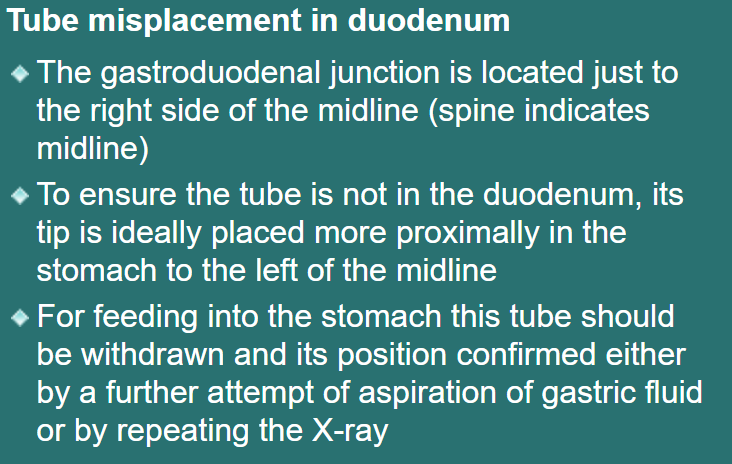 Tube misplacement in duodenum
The gastroduodenal junction is located just to
the right side of the midline (spine indicates
midline)
To ensure the tube is not in the duodenum, its
tip is ideally placed more proximally in the
stomach to the left of the midline
For feeding into the stomach this tube should
be withdrawn and its position confirmed either
by a further attempt of aspiration of gastric fluid
or by repeating the X-ray